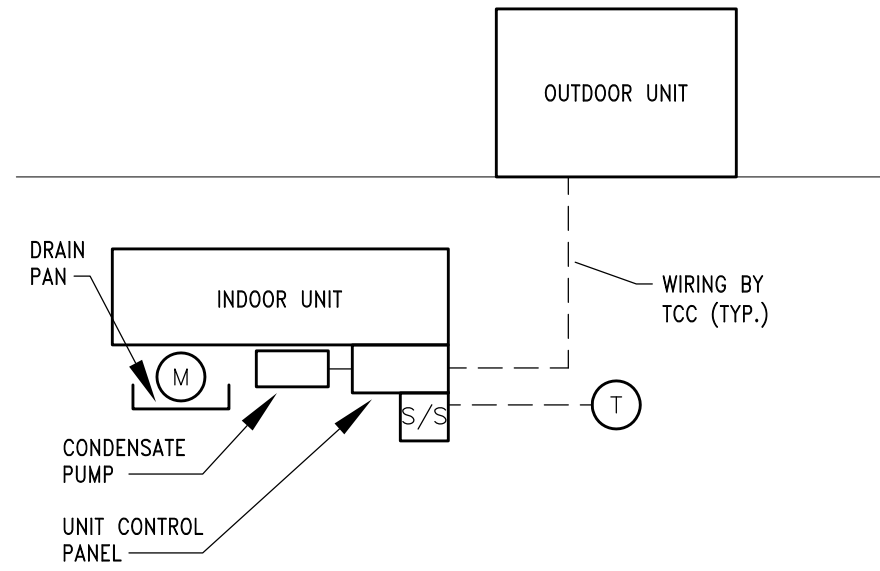 OUTDOOR UNIT
DRAIN
PAN
INDOOR UNIT
WIRING BY
TCC (TYP.)
M
S/S
T
CONDENSATE
PUMP
UNIT CONTROL
PANEL